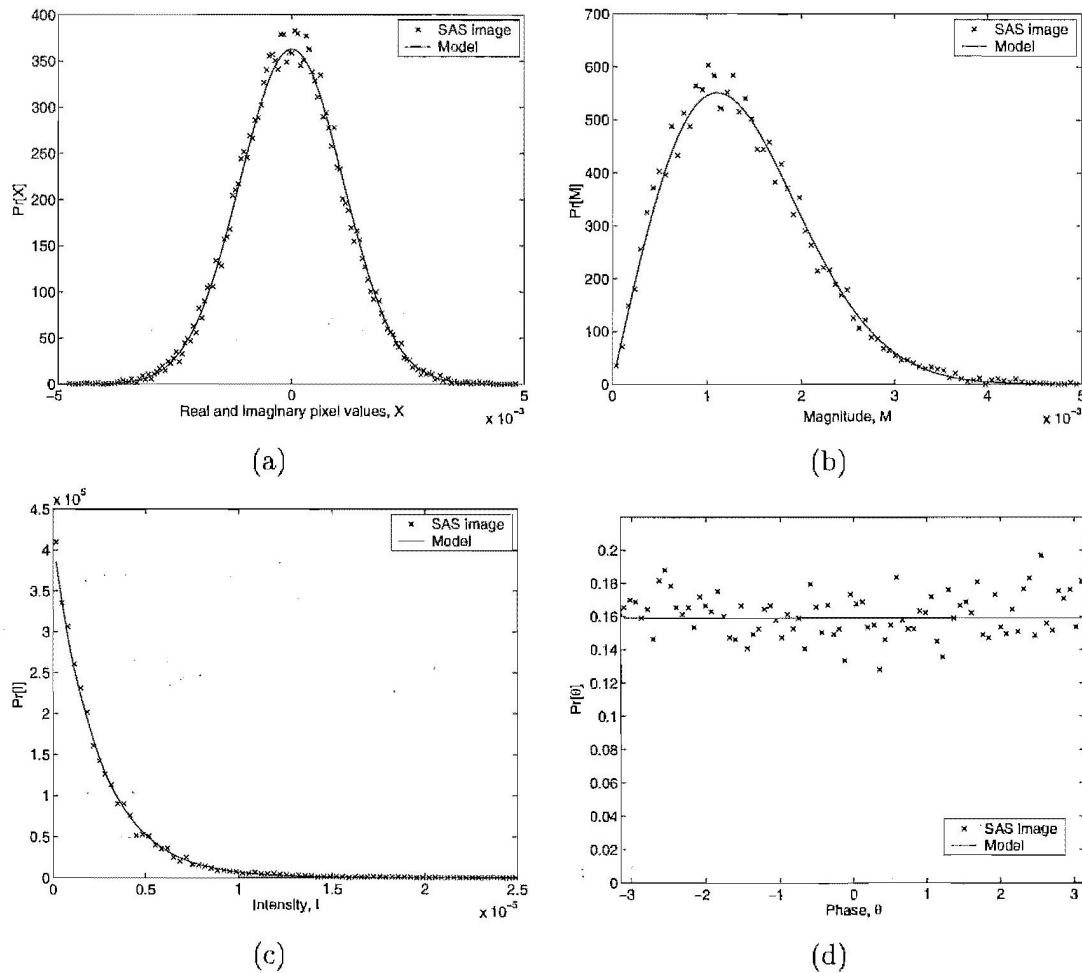 400
350
300
250
200
150
100
50
0
Pr[X]
× SAS image
Model
-5
0
5
Real and Imaginary pixel values, X
x 10⁻³
(a)
700
600
500
400
300
200
100
0
Pr[M]
× SAS image
Model
0
1
2
3
4
5
Magnitude, M
x 10⁻³
(b)
x 10⁵
4.5
4
3.5
3
2.5
2
1.5
1
0.5
0
Pr[I]
× SAS image
Model
0
0.5
1
1.5
2
2.5
Intensity, I
x 10⁻⁵
(c)
0.2
0.18
0.16
0.14
0.12
0.1
0.08
0.06
0.04
0.02
0
Pr[θ]
× SAS image
Model
-3
-2
-1
0
1
2
3
Phase, θ
(d)